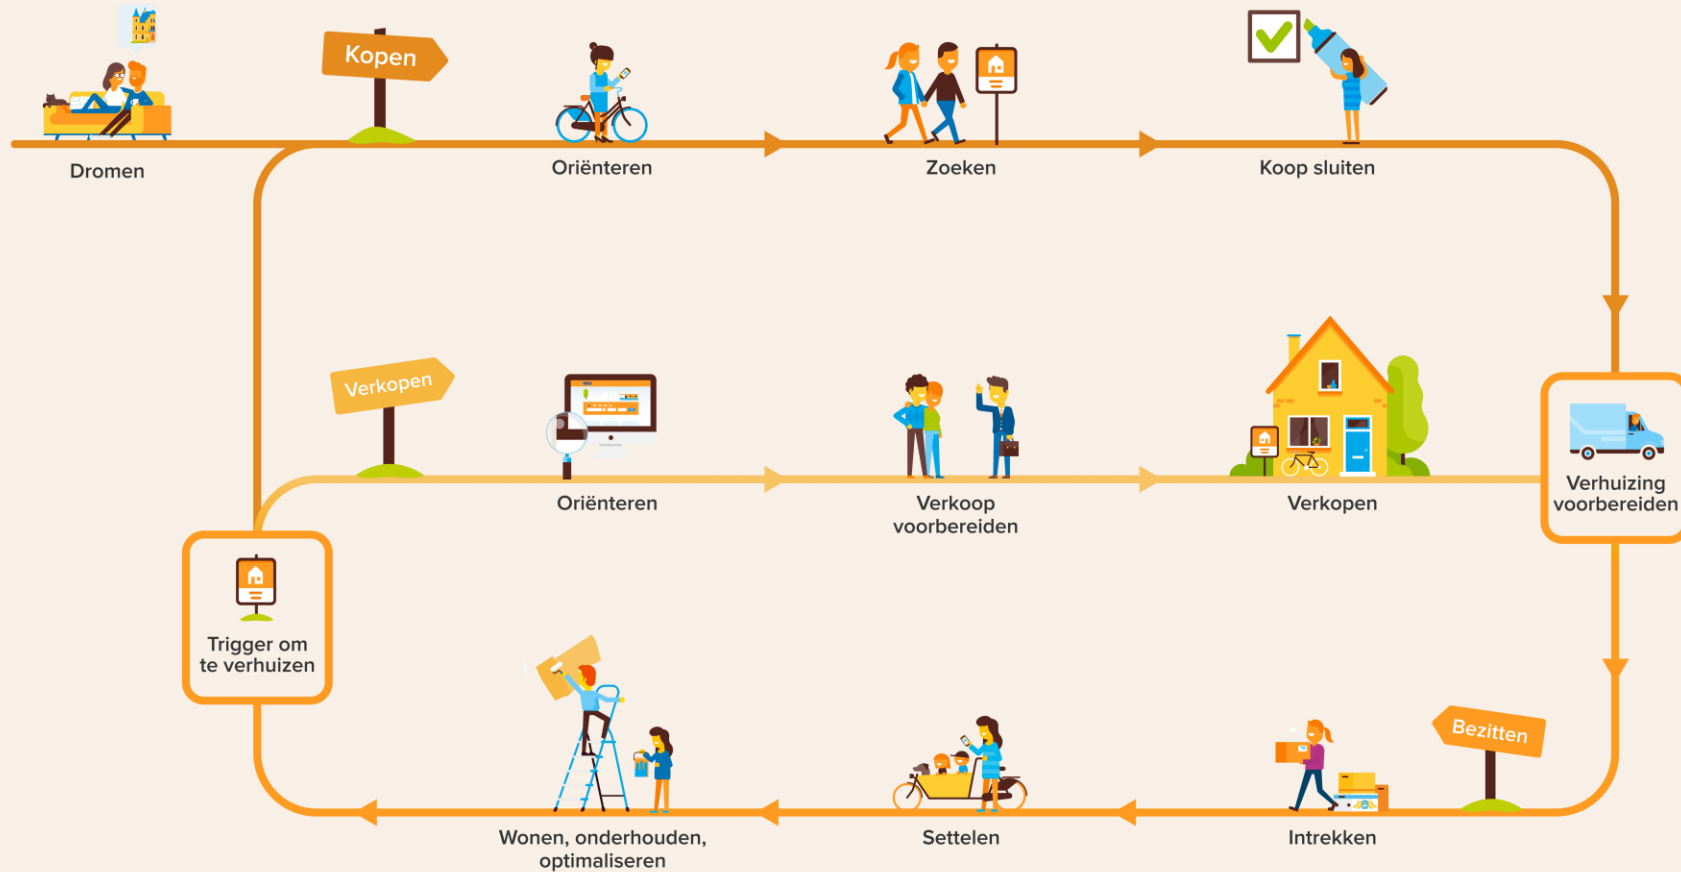 Kopen
Dromen
Oriënteren
Zoeken
Koop sluiten
Verkopen
Oriënteren
Verkoop
voorbereiden
Verkopen
Verhuizing
voorbereiden
Trigger om
te verhuizen
Bezitten
Wonen, onderhouden,
optimaliseren
Settelen
Intrekken